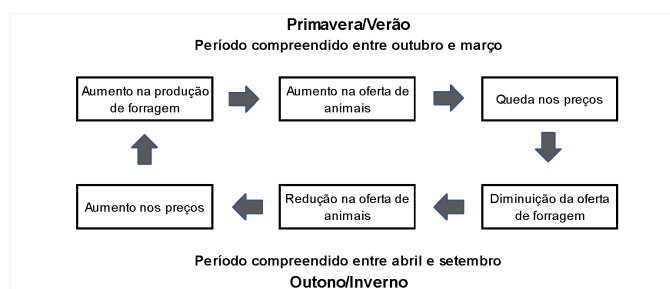 Primavera/Verão
Período compreendido entre outubro e março
Aumento na produção
de forragem
Aumento na oferta de
animais
Queda nos preços
Aumento nos preços
Redução na oferta de
animais
Diminuição da oferta
de forragem
Período compreendido entre abril e setembro
Outono/Inverno